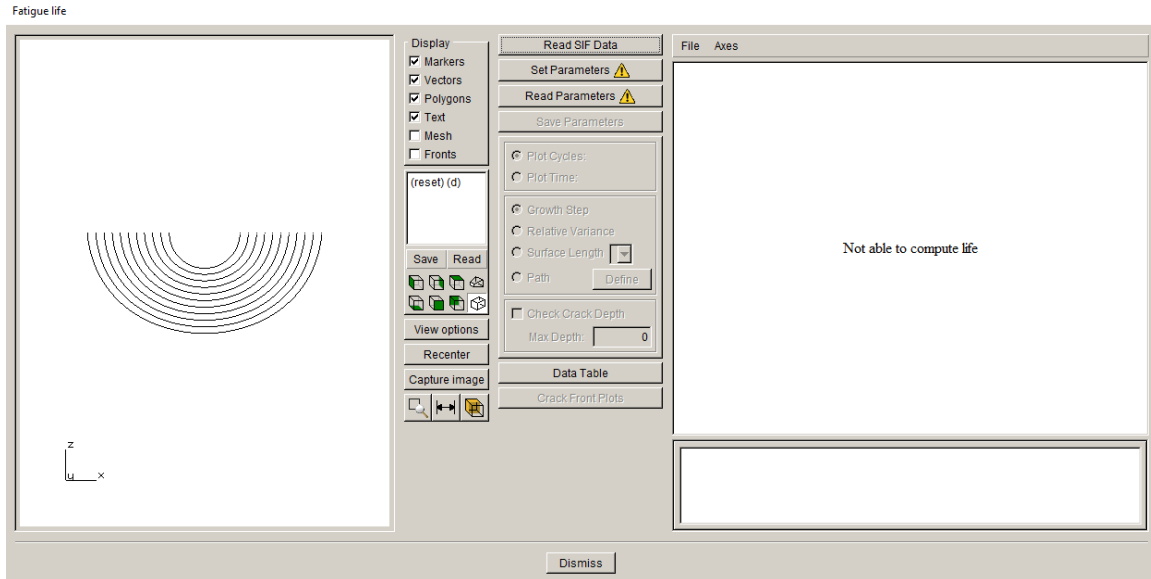 Fatigue life
Display
Markers
Vectors
Polygons
Text
Mesh
Fronts
(reset) (d)
Save Read
View options
Recenter
Capture image
z
y x
Read SIF Data
Set Parameters
Read Parameters
Save Parameters
Plot Cycles:
Plot Time:
Growth Step
Relative Variance
Surface Length
Path Define
Check Crack Depth
Max Depth: 0
Data Table
Crack Front Plots
File Axes
Not able to compute life
Dismiss